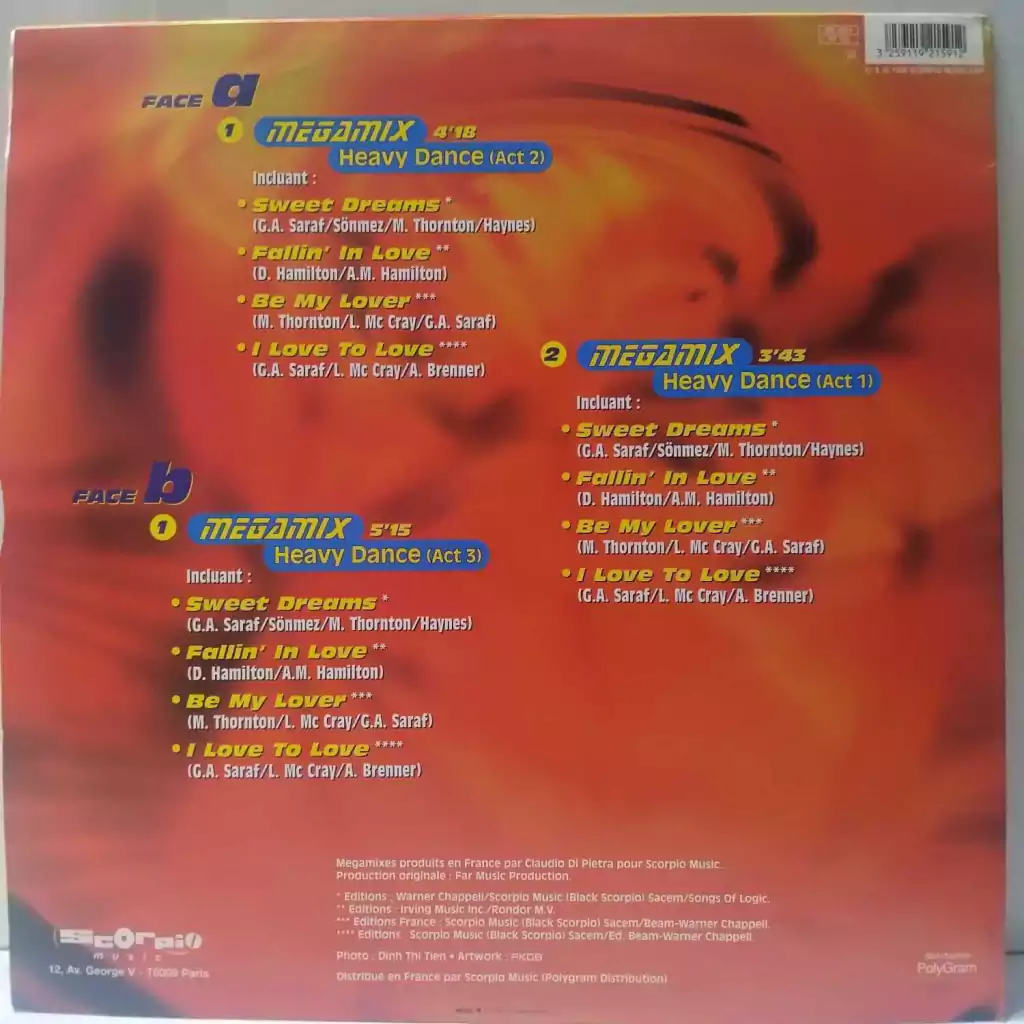 3 259119 215912
FACE a
1 MEGAMIX 4'18
Heavy Dance (Act 2)
Incluant :
• Sweet Dreams *
(G.A. Saraf/Sönmez/M. Thornton/Haynes)
• Fallin' In Love **
(D. Hamilton/A.M. Hamilton)
• Be My Lover ***
(M. Thornton/L. Mc Cray/G.A. Saraf)
• I Love To Love ****
(G.A. Saraf/L. Mc Cray/A. Brenner)
2 MEGAMIX 3'43
Heavy Dance (Act 1)
Incluant :
• Sweet Dreams *
(G.A. Saraf/Sönmez/M. Thornton/Haynes)
• Fallin' In Love **
(D. Hamilton/A.M. Hamilton)
• Be My Lover ***
(M. Thornton/L. Mc Cray/G.A. Saraf)
• I Love To Love ****
(G.A. Saraf/L. Mc Cray/A. Brenner)
FACE b
1 MEGAMIX 5'15
Heavy Dance (Act 3)
Incluant :
• Sweet Dreams *
(G.A. Saraf/Sönmez/M. Thornton/Haynes)
• Fallin' In Love **
(D. Hamilton/A.M. Hamilton)
• Be My Lover ***
(M. Thornton/L. Mc Cray/G.A. Saraf)
• I Love To Love ****
(G.A. Saraf/L. Mc Cray/A. Brenner)
Megamixes produits en France par Claudio Di Pietra pour Scorpio Music.
Production originale : Far Music Production.
* Editions : Warner Chappell/Scorpio Music (Black Scorpio) Sacem/Songs Of Logic.
** Editions : Irving Music Inc./Rondor M.V.
*** Editions France : Scorpio Music (Black Scorpio) Sacem/Beam-Warner Chappell.
**** Editions : Scorpio Music (Black Scorpio) Sacem/Ed. Beam-Warner Chappell
Photo : Dinh Thi Tien • Artwork : PKGB
Distribué en France par Scorpio Music (Polygram Distribution)
scorpio
music
12, Av. George V - 75008 Paris
PolyGram